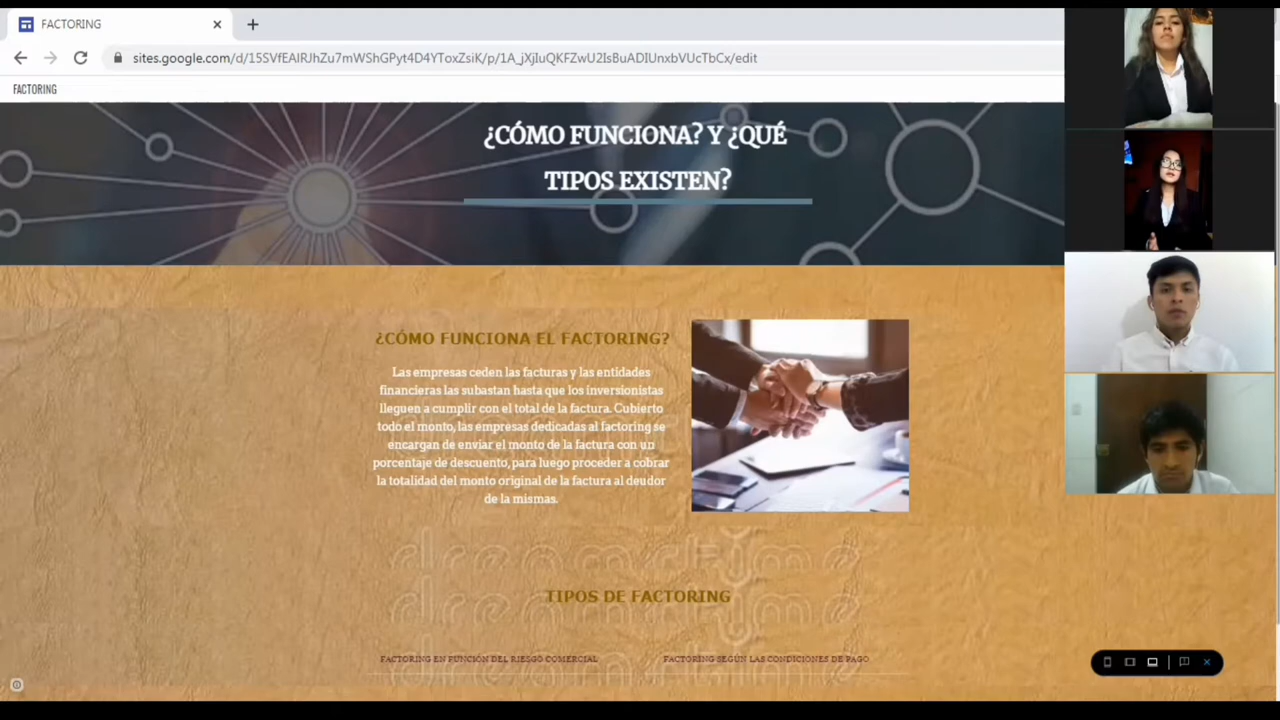 FACTORING
sites.google.com/d/15SVfEAlRJhZu7mWShGPyt4D4YToxZsiK/p/1A_jXjIuQKFZwU2IsBuADIUnxbVUcTbCx/edit
FACTORING
¿CÓMO FUNCIONA? Y ¿QUÉ
TIPOS EXISTEN?
¿CÓMO FUNCIONA EL FACTORING?
Las empresas ceden las facturas y las entidades
financieras las subastan hasta que los inversionistas
lleguen a cumplir con el total de la factura. Cubierto
todo el monto, las empresas dedicadas al factoring se
encargan de enviar el monto de la factura con un
porcentaje de descuento, para luego proceder a cobrar
la totalidad del monto original de la factura al deudor
de la mismas.
dreamstime
TIPOS DE FACTORING
dreamstime
FACTORING EN FUNCIÓN DEL RIESGO COMERCIAL
FACTORING SEGÚN LAS CONDICIONES DE PAGO